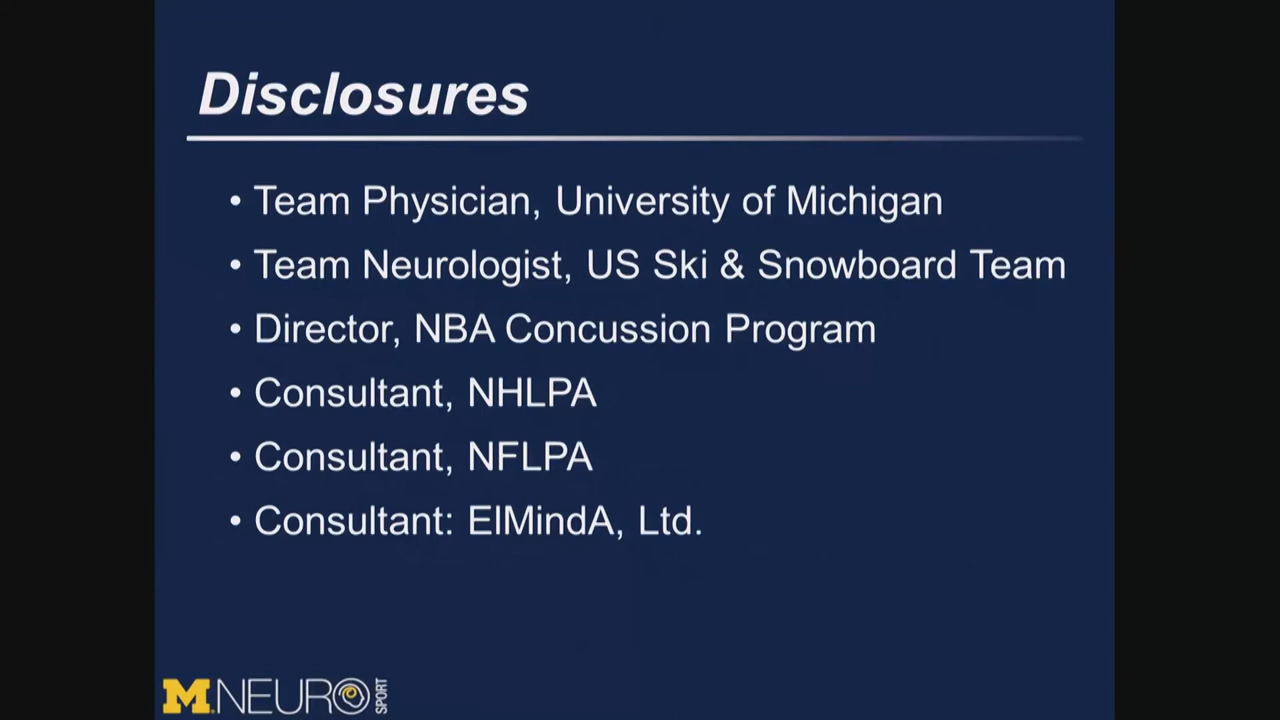 Disclosures
• Team Physician, University of Michigan
• Team Neurologist, US Ski & Snowboard Team
• Director, NBA Concussion Program
• Consultant, NHLPA
• Consultant, NFLPA
• Consultant: ElMindA, Ltd.
M NEURO SPORT